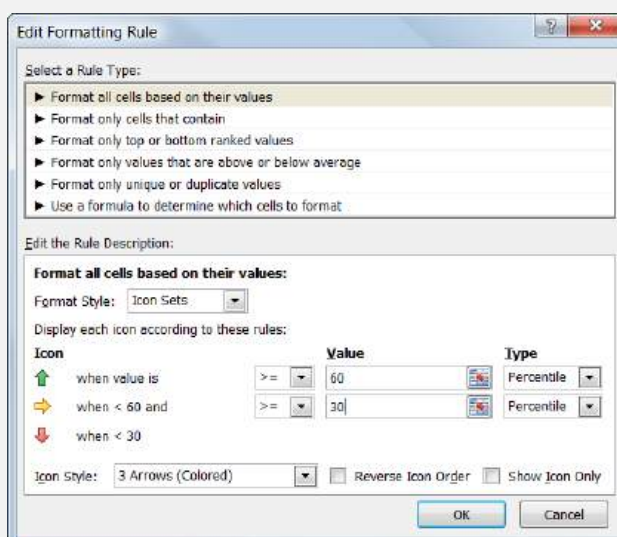 Edit Formatting Rule
Select a Rule Type:
► Format all cells based on their values
► Format only cells that contain
► Format only top or bottom ranked values
► Format only values that are above or below average
► Format only unique or duplicate values
► Use a formula to determine which cells to format
Edit the Rule Description:
Format all cells based on their values:
Format Style: Icon Sets
Display each icon according to these rules:
Icon Value Type
when value is >= 60 Percentile
when < 60 and >= 30 Percentile
when < 30
Icon Style: 3 Arrows (Colored) Reverse Icon Order Show Icon Only
OK Cancel